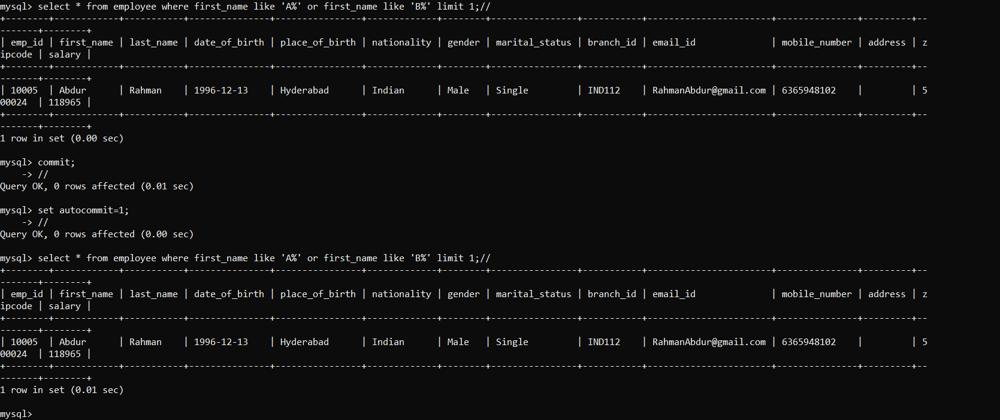 mysql> select * from employee where first_name like 'A%' or first_name like 'B%' limit 1;//
+--------+------------+-----------+---------------+----------------+-------------+--------+----------------+-----------+-----------------------+---------------+---------+--
-------+--------+
| emp_id | first_name | last_name | date_of_birth | place_of_birth | nationality | gender | marital_status | branch_id | email_id              | mobile_number | address | z
ipcode | salary |
+--------+------------+-----------+---------------+----------------+-------------+--------+----------------+-----------+-----------------------+---------------+---------+--
-------+--------+
| 10005  | Abdur      | Rahman    | 1996-12-13    | Hyderabad      | Indian      | Male   | Single         | IND112    | RahmanAbdur@gmail.com | 6365948102    |         | 5
00024  | 118965 |
+--------+------------+-----------+---------------+----------------+-------------+--------+----------------+-----------+-----------------------+---------------+---------+--
-------+--------+
1 row in set (0.00 sec)
mysql> commit;
    -> //
Query OK, 0 rows affected (0.01 sec)
mysql> set autocommit=1;
    -> //
Query OK, 0 rows affected (0.00 sec)
mysql> select * from employee where first_name like 'A%' or first_name like 'B%' limit 1;//
+--------+------------+-----------+---------------+----------------+-------------+--------+----------------+-----------+-----------------------+---------------+---------+--
-------+--------+
| emp_id | first_name | last_name | date_of_birth | place_of_birth | nationality | gender | marital_status | branch_id | email_id              | mobile_number | address | z
ipcode | salary |
+--------+------------+-----------+---------------+----------------+-------------+--------+----------------+-----------+-----------------------+---------------+---------+--
-------+--------+
| 10005  | Abdur      | Rahman    | 1996-12-13    | Hyderabad      | Indian      | Male   | Single         | IND112    | RahmanAbdur@gmail.com | 6365948102    |         | 5
00024  | 118965 |
+--------+------------+-----------+---------------+----------------+-------------+--------+----------------+-----------+-----------------------+---------------+---------+--
-------+--------+
1 row in set (0.01 sec)
mysql>